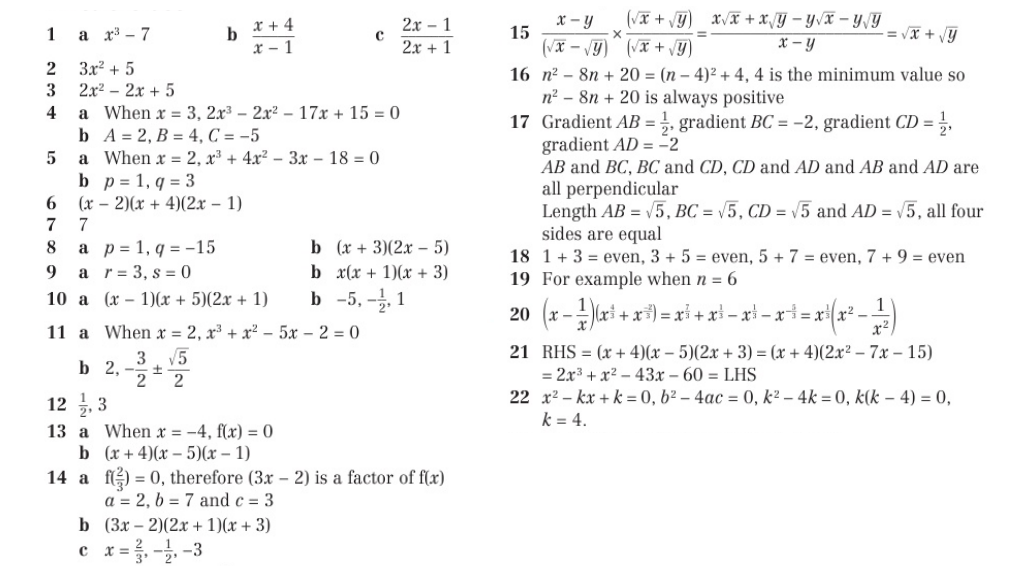 1 a x³ − 7 b (x + 4)/(x − 1) c (2x − 1)/(2x + 1)
2 3x² + 5
3 2x² − 2x + 5
4 a When x = 3, 2x³ − 2x² − 17x + 15 = 0
b A = 2, B = 4, C = −5
5 a When x = 2, x³ + 4x² − 3x − 18 = 0
b p = 1, q = 3
6 (x − 2)(x + 4)(2x − 1)
7 7
8 a p = 1, q = −15 b (x + 3)(2x − 5)
9 a r = 3, s = 0 b x(x + 1)(x + 3)
10 a (x − 1)(x + 5)(2x + 1) b −5, −1/2, 1
11 a When x = 2, x³ + x² − 5x − 2 = 0
b 2, −3/2 ± √5/2
12 1/2, 3
13 a When x = −4, f(x) = 0
b (x + 4)(x − 5)(x − 1)
14 a f(2/3) = 0, therefore (3x − 2) is a factor of f(x)
a = 2, b = 7 and c = 3
b (3x − 2)(2x + 1)(x + 3)
c x = 2/3, −1/2, −3
15 (x − y)/(√x − √y) × (√x + √y)/(√x + √y) = (x√x + x√y − y√x − y√y)/(x − y) = √x + √y
16 n² − 8n + 20 = (n − 4)² + 4, 4 is the minimum value so
n² − 8n + 20 is always positive
17 Gradient AB = 1/2, gradient BC = −2, gradient CD = 1/2,
gradient AD = −2
AB and BC, BC and CD, CD and AD and AB and AD are
all perpendicular
Length AB = √5, BC = √5, CD = √5 and AD = √5, all four
sides are equal
18 1 + 3 = even, 3 + 5 = even, 5 + 7 = even, 7 + 9 = even
19 For example when n = 6
20 (x − 1/x)(x^(4/3) + x^(−2/3)) = x^(7/3) + x^(1/3) − x^(1/3) − x^(−5/3) = x^(1/3)(x² − 1/x²)
21 RHS = (x + 4)(x − 5)(2x + 3) = (x + 4)(2x² − 7x − 15)
= 2x³ + x² − 43x − 60 = LHS
22 x² − kx + k = 0, b² − 4ac = 0, k² − 4k = 0, k(k − 4) = 0,
k = 4.